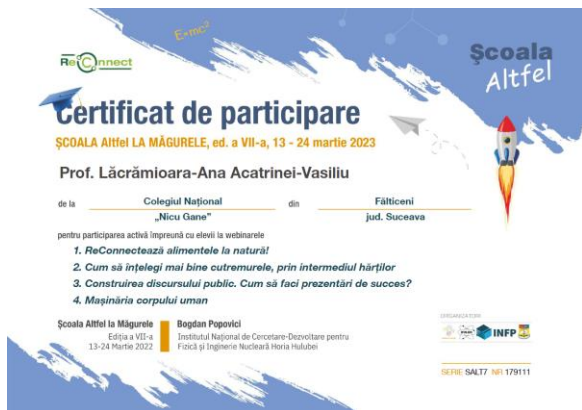 E=mc²
ReConnect
Școala
Altfel
Certificat de participare
ȘCOALA Altfel LA MĂGURELE, ed. a VII-a, 13 - 24 martie 2023
Prof. Lăcrămioara-Ana Acatrinei-Vasiliu
de la Colegiul Național din Fălticeni
„Nicu Gane” jud. Suceava
pentru participarea activă împreună cu elevii la webinarele
1. ReConnectează alimentele la natură!
2. Cum să înțelegi mai bine cutremurele, prin intermediul hărților
3. Construirea discursului public. Cum să faci prezentări de succes?
4. Mașinăria corpului uman
Școala Altfel la Măgurele
Ediția a VII-a
13-24 Martie 2022
Bogdan Popovici
Institutul Național de Cercetare-Dezvoltare pentru
Fizică și Inginerie Nucleară Horia Hulubei
ORGANIZATORI
INFP
SERIE SALT7 NR 179111